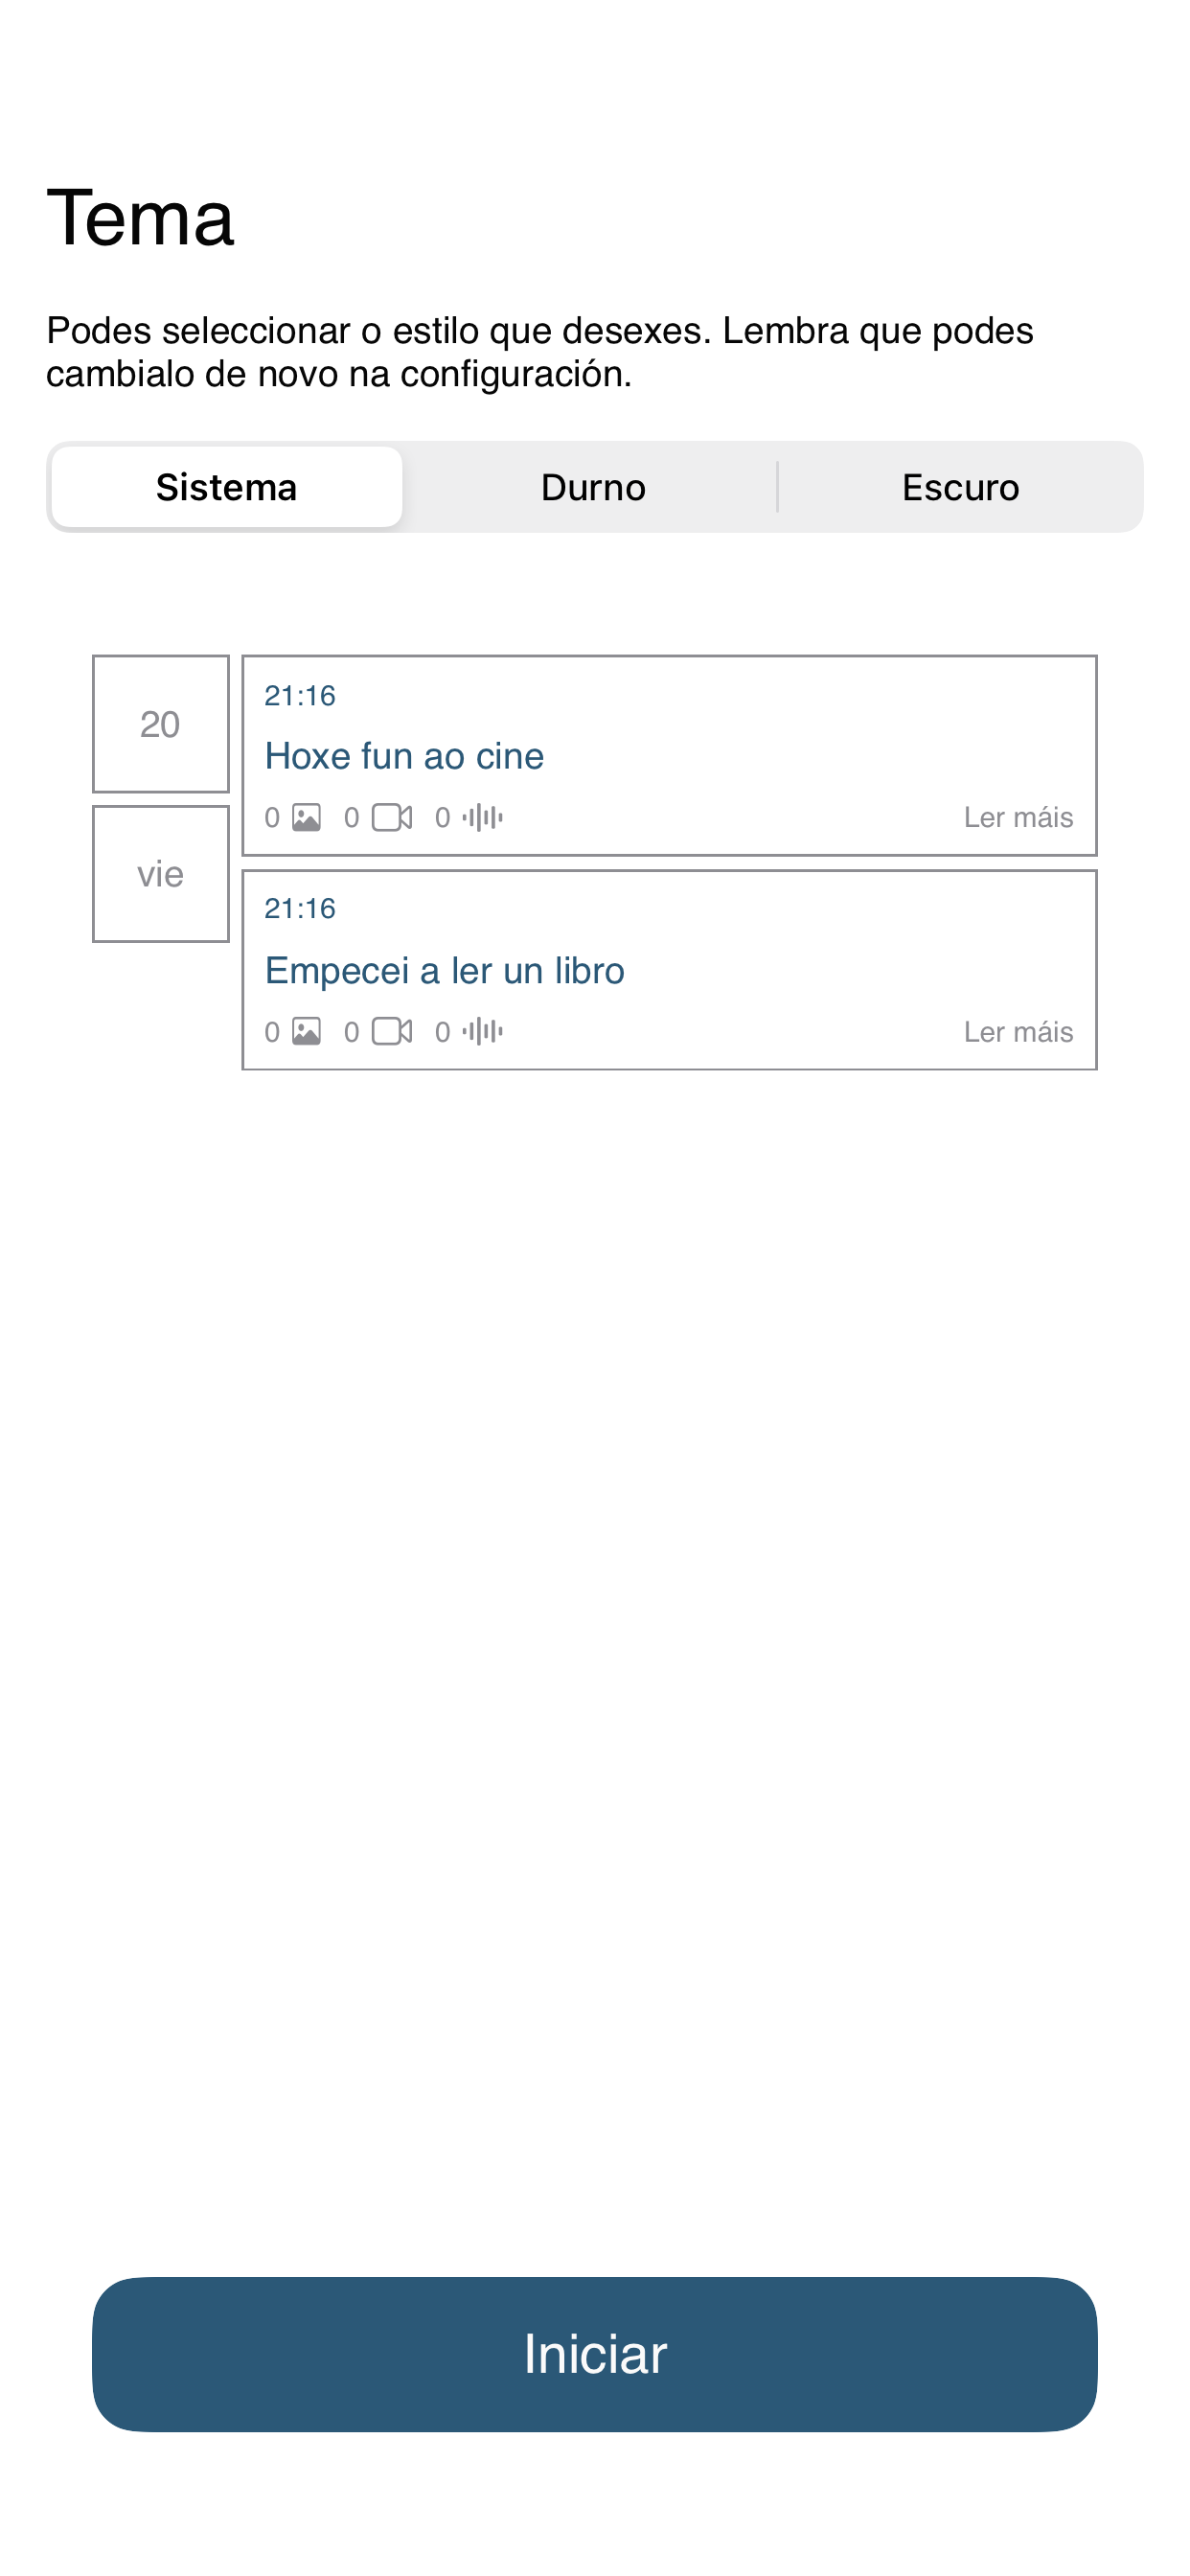 Tema
Podes seleccionar o estilo que desexes. Lembra que podes
cambialo de novo na configuración.
Sistema
Durno
Escuro
20
vie
21:16
Hoxe fun ao cine
0 0 0 Ler máis
21:16
Empecei a ler un libro
0 0 0 Ler máis
Iniciar